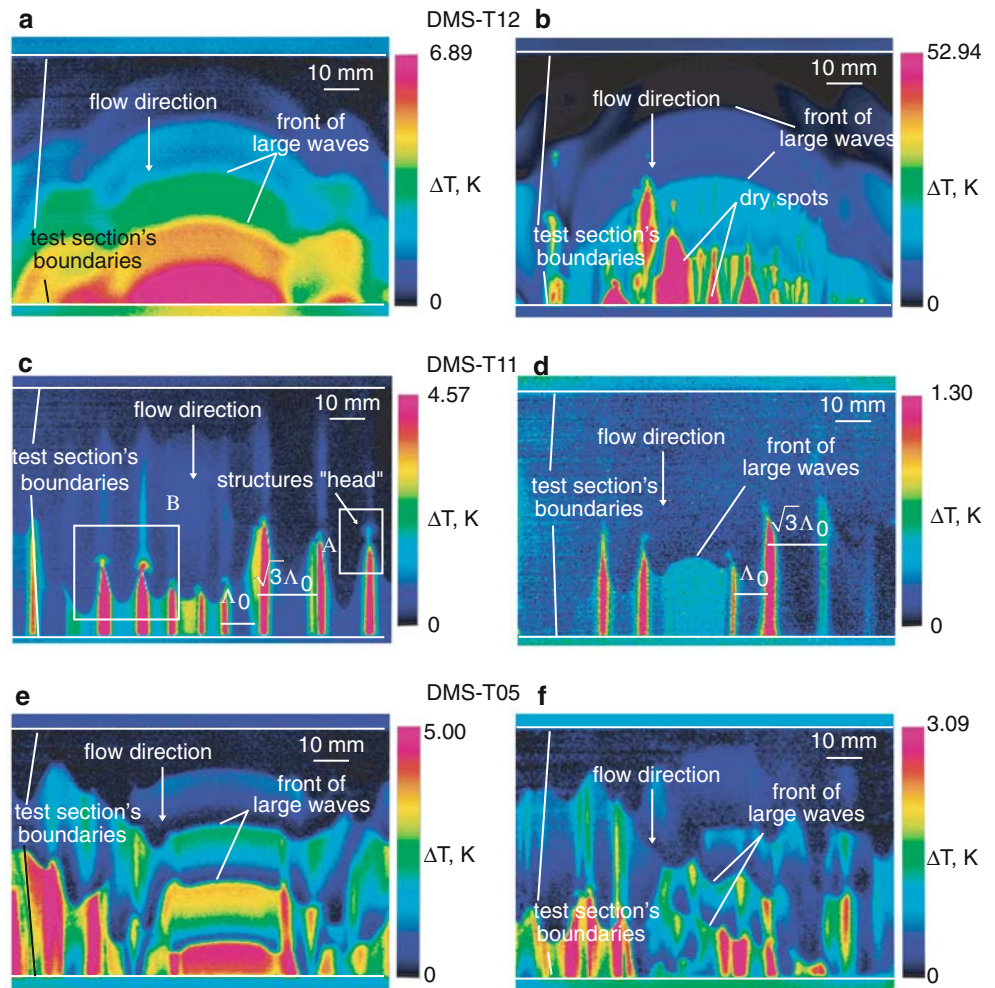 a
DMS-T12
b
6.89
52.94
10 mm
10 mm
flow direction
flow direction
front of
large waves
front of
large waves
ΔT, K
ΔT, K
dry spots
test section's
boundaries
test section's
boundaries
0
0
c
DMS-T11
d
4.57
1.30
10 mm
10 mm
flow direction
flow direction
front of
large waves
test section's
boundaries
structures "head"
test section's
boundaries
B
A
ΔT, K
ΔT, K
√3Λ0
Λ0
√3Λ0
Λ0
0
0
e
DMS-T05
f
5.00
3.09
10 mm
10 mm
flow direction
flow direction
front of
large waves
front of
large waves
test section's
boundaries
ΔT, K
ΔT, K
test section's
boundaries
0
0